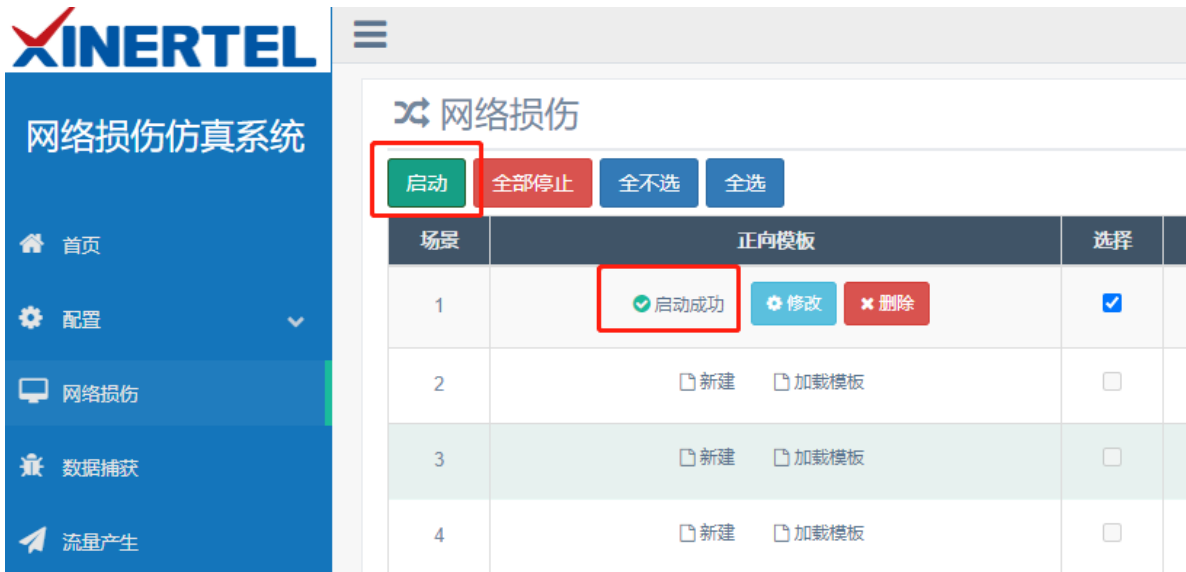 XINERTEL
网络损伤仿真系统
首页
配置
网络损伤
数据捕获
流量产生
网络损伤
启动 全部停止 全不选 全选
场景 正向模板 选择
1 启动成功 修改 删除
2 新建 加载模板
3 新建 加载模板
4 新建 加载模板